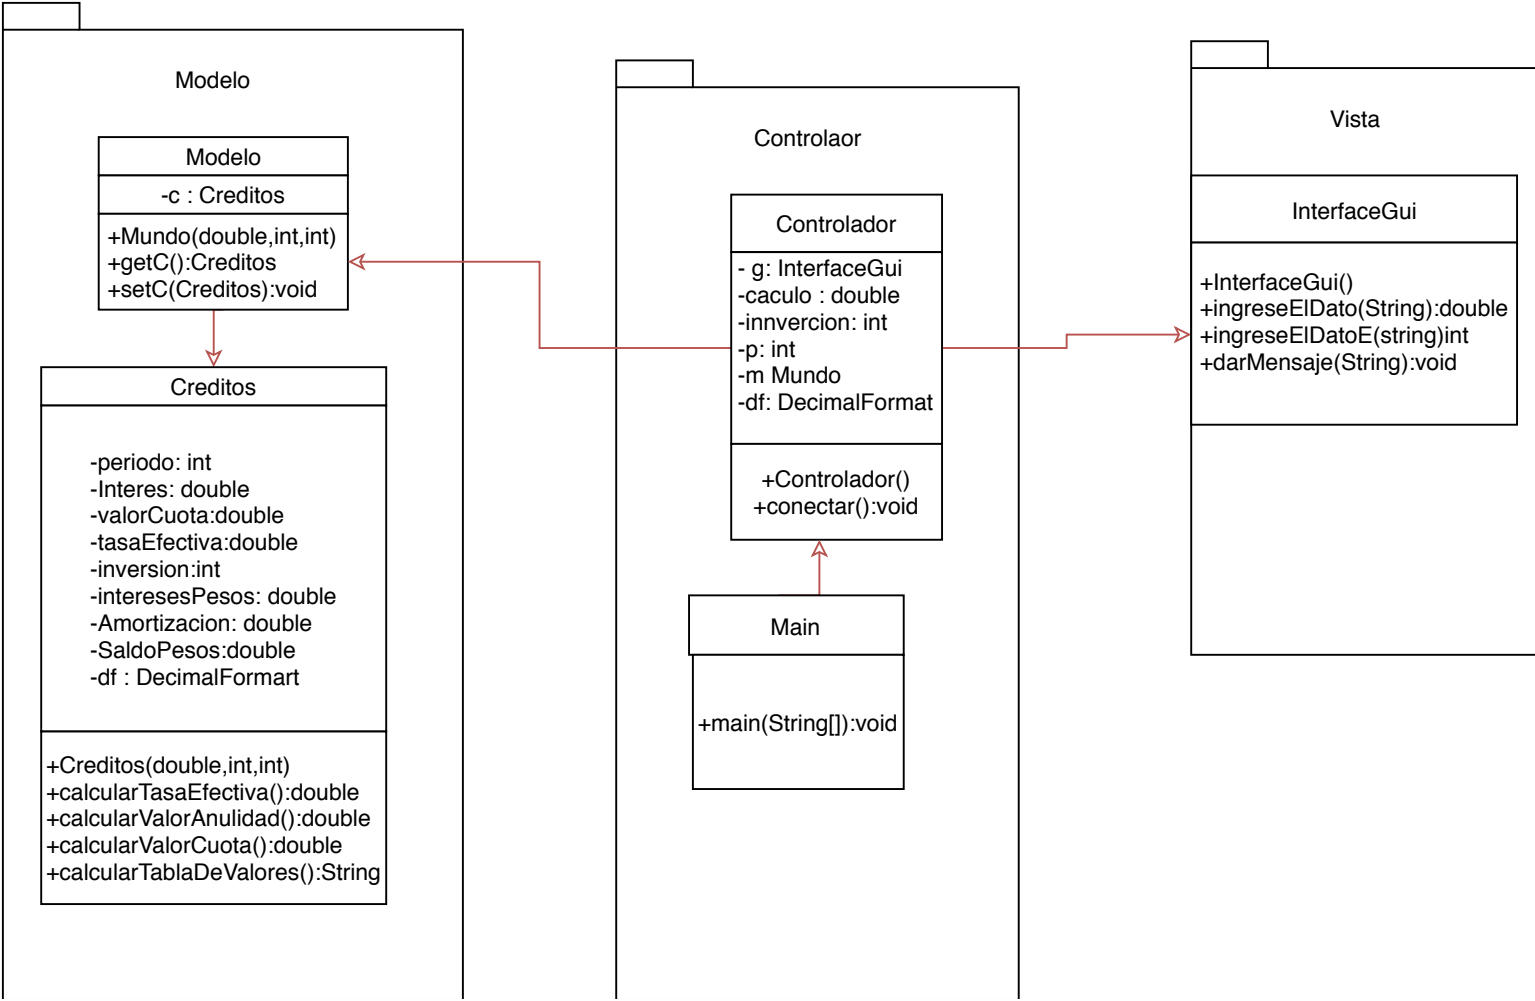 Modelo
Modelo
-c : Creditos
+Mundo(double,int,int)
+getC():Creditos
+setC(Creditos):void
Creditos
-periodo: int
-Interes: double
-valorCuota:double
-tasaEfectiva:double
-inversion:int
-interesesPesos: double
-Amortizacion: double
-SaldoPesos:double
-df : DecimalFormart
+Creditos(double,int,int)
+calcularTasaEfectiva():double
+calcularValorAnulidad():double
+calcularValorCuota():double
+calcularTablaDeValores():String
Controlaor
Controlador
- g: InterfaceGui
-caculo : double
-innvercion: int
-p: int
-m Mundo
-df: DecimalFormat
+Controlador()
+conectar():void
Main
+main(String[]):void
Vista
InterfaceGui
+InterfaceGui()
+ingreseElDato(String):double
+ingreseElDatoE(string)int
+darMensaje(String):void